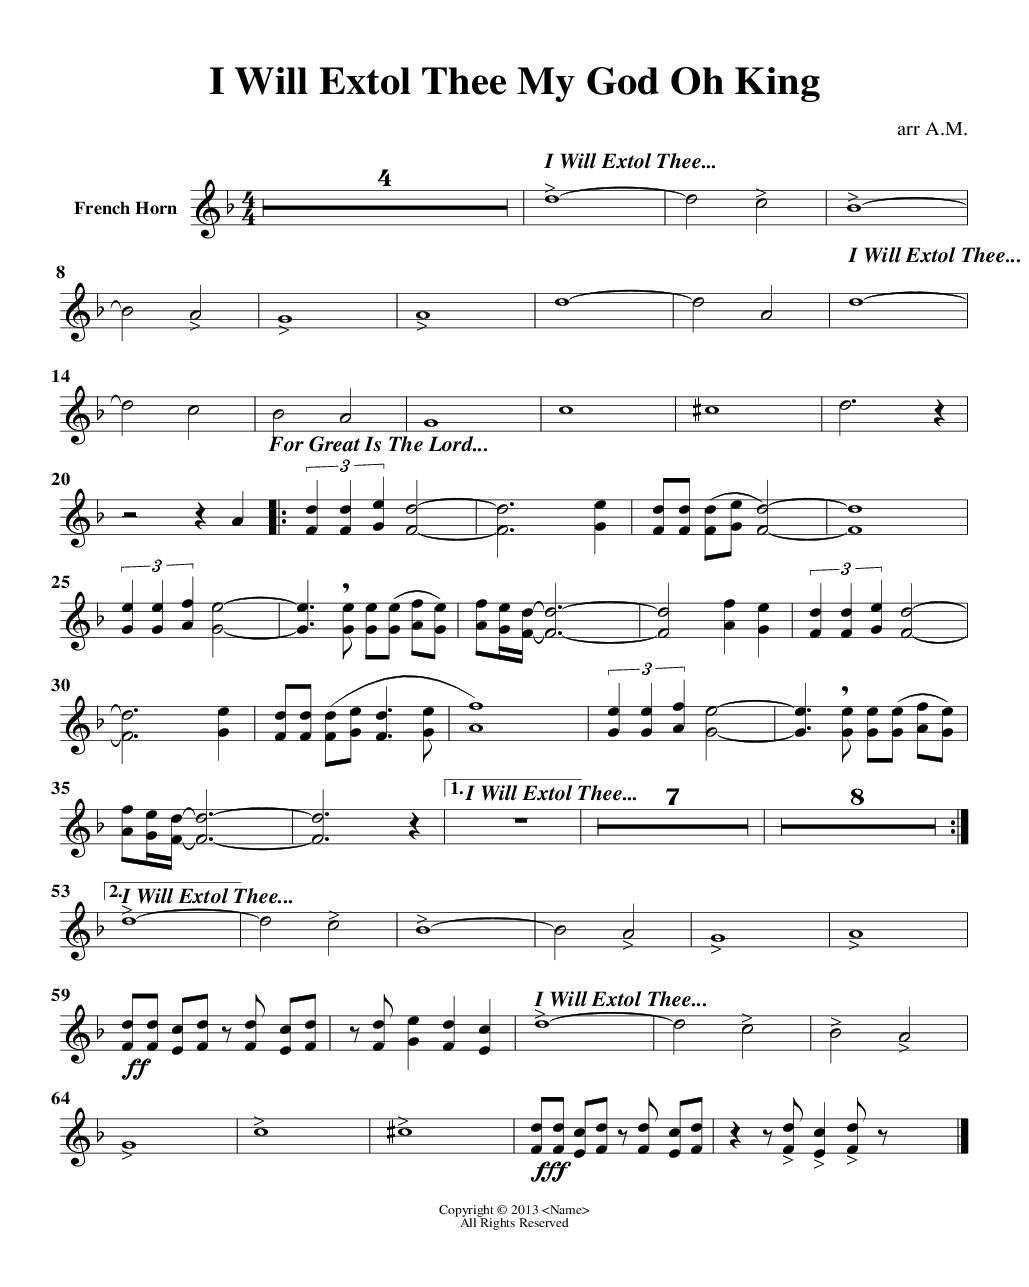 I Will Extol Thee My God Oh King
arr A.M.
I Will Extol Thee...
4
French Horn
4
4
I Will Extol Thee...
8
14
For Great Is The Lord...
20
3
25
3
3
30
3
35
1. I Will Extol Thee...
7
8
53
2. I Will Extol Thee...
59
I Will Extol Thee...
ff
64
fff
Copyright © 2013 <Name>
All Rights Reserved